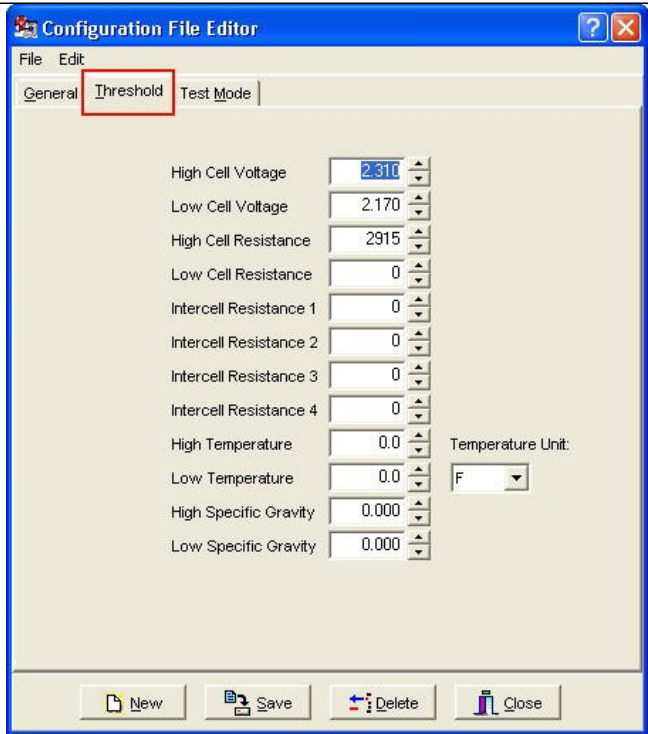 Configuration File Editor
File Edit
General Threshold Test Mode
High Cell Voltage 2.310
Low Cell Voltage 2.170
High Cell Resistance 2915
Low Cell Resistance 0
Intercell Resistance 1 0
Intercell Resistance 2 0
Intercell Resistance 3 0
Intercell Resistance 4 0
High Temperature 0.0 Temperature Unit:
Low Temperature 0.0 F
High Specific Gravity 0.000
Low Specific Gravity 0.000
New Save Delete Close